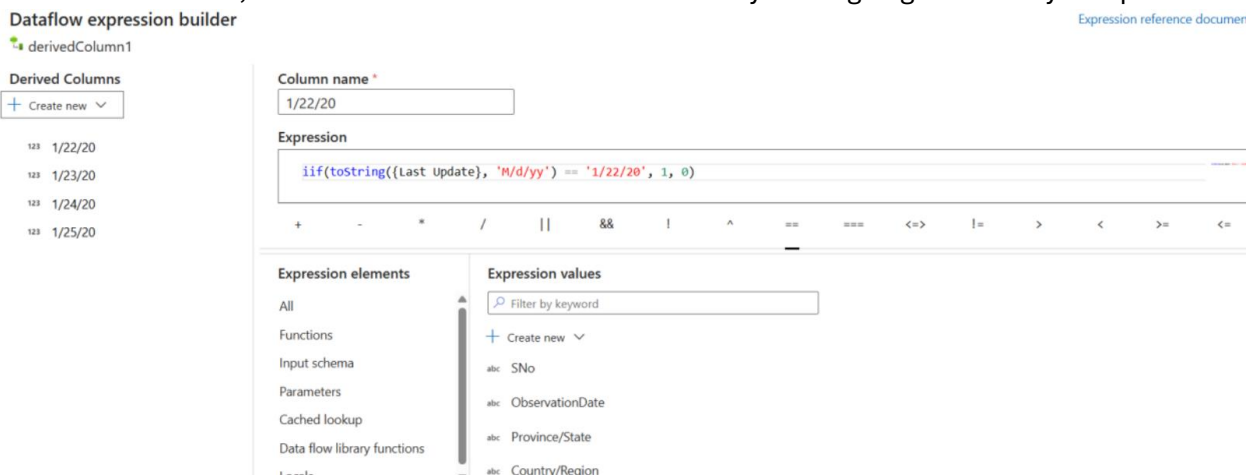 Dataflow expression builder
Expression reference documen
derivedColumn1
Derived Columns
+ Create new
123 1/22/20
123 1/23/20
123 1/24/20
123 1/25/20
Column name *
1/22/20
Expression
iif(toString({Last Update}, 'M/d/yy') == '1/22/20', 1, 0)
+ - * / || && ! ^ == === <=> != > < >= <=
Expression elements
All
Functions
Input schema
Parameters
Cached lookup
Data flow library functions
Locals
Expression values
Filter by keyword
+ Create new
abc SNo
abc ObservationDate
abc Province/State
abc Country/Region